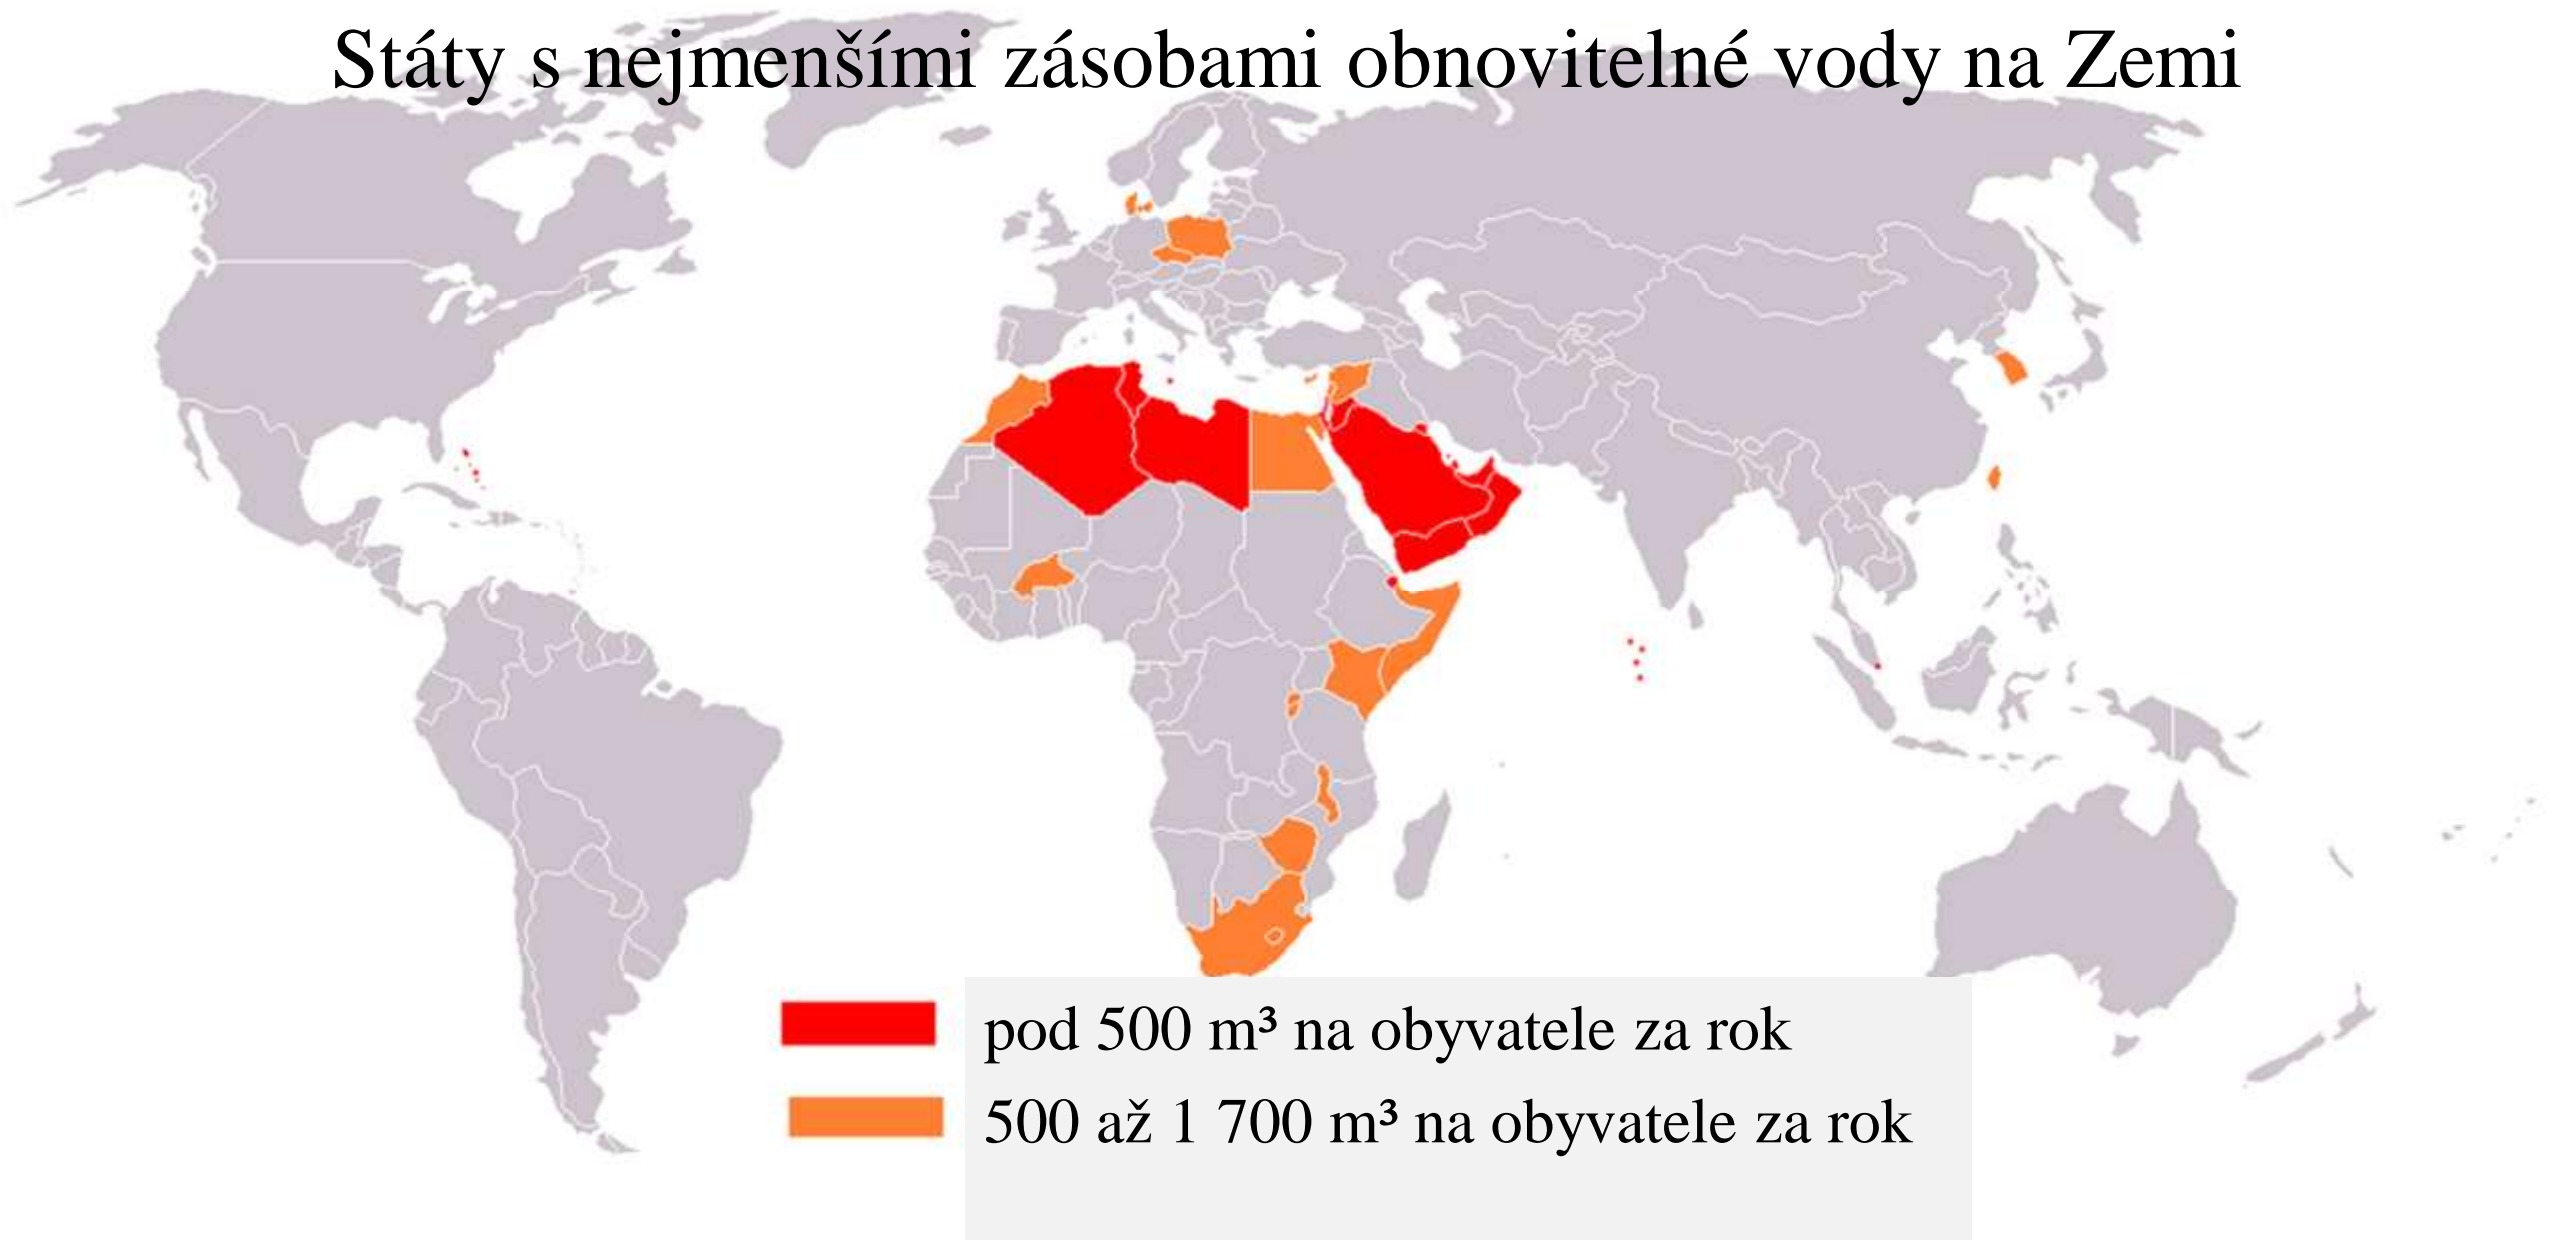 Státy s nejmenšími zásobami obnovitelné vody na Zemi
pod 500 m³ na obyvatele za rok
500 až 1 700 m³ na obyvatele za rok